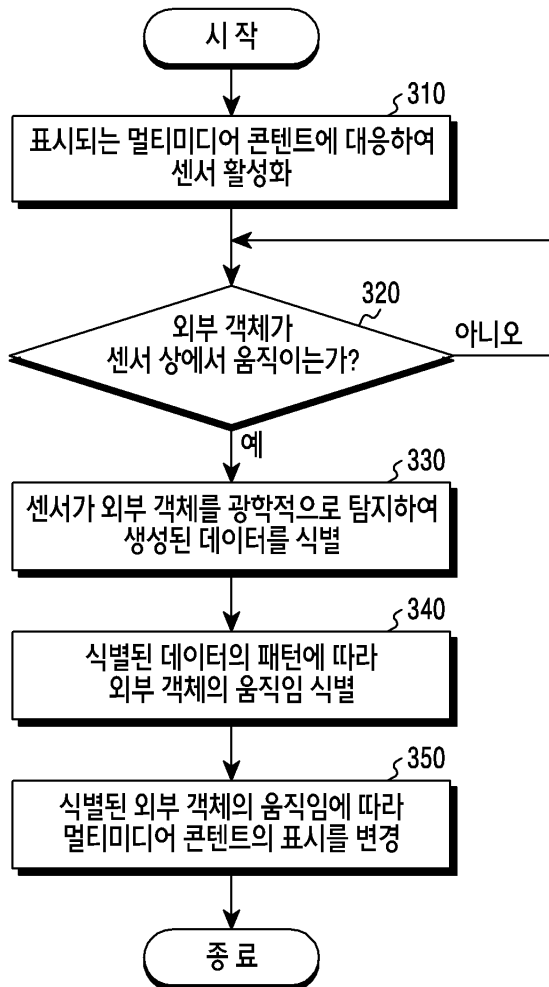 시 작
310
표시되는 멀티미디어 콘텐트에 대응하여
센서 활성화
320
외부 객체가
센서 상에서 움직이는가?
아니오
예
330
센서가 외부 객체를 광학적으로 탐지하여
생성된 데이터를 식별
340
식별된 데이터의 패턴에 따라
외부 객체의 움직임 식별
350
식별된 외부 객체의 움직임에 따라
멀티미디어 콘텐트의 표시를 변경
종 료